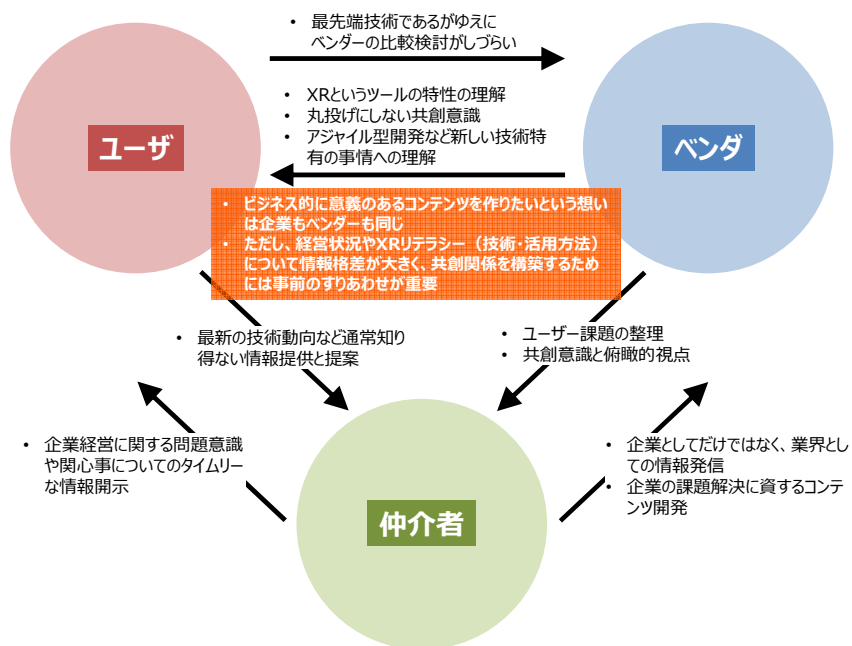 • 最先端技術であるがゆえに
ベンダーの比較検討がしづらい
• XRというツールの特性の理解
• 丸投げにしない共創意識
• アジャイル型開発など新しい技術特
有の事情への理解
ユーザ
ベンダ
• ビジネス的に意義のあるコンテンツを作りたいという想い
は企業もベンダーも同じ
• ただし、経営状況やXRリテラシー（技術・活用方法）
について情報格差が大きく、共創関係を構築するため
には事前のすりあわせが重要
• 最新の技術動向など通常知り
得ない情報提供と提案
• ユーザー課題の整理
• 共創意識と俯瞰的視点
• 企業経営に関する問題意識
や関心事についてのタイムリー
な情報開示
• 企業としてだけではなく、業界とし
ての情報発信
• 企業の課題解決に資するコンテ
ンツ開発
仲介者